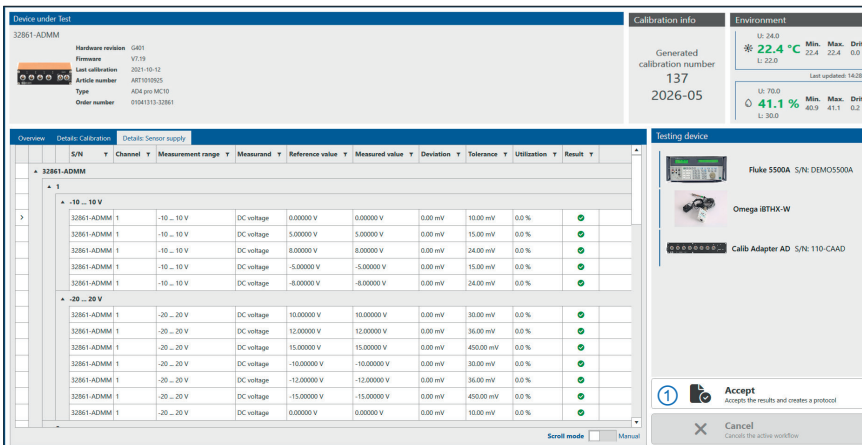 Device under Test
32861-ADMM
Hardware revision G401
Firmware V7.19
Last calibration 2021-10-12
Article number ART1010925
Type AD4 pro MC10
Order number 01041313-32861
Calibration info
Generated
calibration number
137
2026-05
Environment
U: 24.0
22.4 °C Min. Max. Dri
22.4 22.4 0.0
L: 22.0
Last updated: 14:28
U: 70.0
41.1 % Min. Max. Dri
40.9 41.1 0.2
L: 30.0
Overview Details: Calibration Details: Sensor supply
S/N Channel Measurement range Measurand Reference value Measured value Deviation Tolerance Utilization Result
32861-ADMM
1
-10 ... 10 V
32861-ADMM 1 -10 ... 10 V DC voltage 0.00000 V 0.00000 V 0.00 mV 10.00 mV 0.0 %
32861-ADMM 1 -10 ... 10 V DC voltage 5.00000 V 5.00000 V 0.00 mV 15.00 mV 0.0 %
32861-ADMM 1 -10 ... 10 V DC voltage 8.00000 V 8.00000 V 0.00 mV 24.00 mV 0.0 %
32861-ADMM 1 -10 ... 10 V DC voltage -5.00000 V -5.00000 V 0.00 mV 15.00 mV 0.0 %
32861-ADMM 1 -10 ... 10 V DC voltage -8.00000 V -8.00000 V 0.00 mV 24.00 mV 0.0 %
-20 ... 20 V
32861-ADMM 1 -20 ... 20 V DC voltage 10.00000 V 10.00000 V 0.00 mV 30.00 mV 0.0 %
32861-ADMM 1 -20 ... 20 V DC voltage 12.00000 V 12.00000 V 0.00 mV 36.00 mV 0.0 %
32861-ADMM 1 -20 ... 20 V DC voltage 15.00000 V 15.00000 V 0.00 mV 450.00 mV 0.0 %
32861-ADMM 1 -20 ... 20 V DC voltage -10.00000 V -10.00000 V 0.00 mV 30.00 mV 0.0 %
32861-ADMM 1 -20 ... 20 V DC voltage -12.00000 V -12.00000 V 0.00 mV 36.00 mV 0.0 %
32861-ADMM 1 -20 ... 20 V DC voltage -15.00000 V -15.00000 V 0.00 mV 450.00 mV 0.0 %
32861-ADMM 1 -20 ... 20 V DC voltage 0.00000 V 0.00000 V 0.00 mV 10.00 mV 0.0 %
Scroll mode Manual
Testing device
Fluke 5500A S/N: DEMO5500A
Omega iBTHX-W
Calib Adapter AD S/N: 110-CAAD
1 Accept
Accepts the results and creates a protocol
Cancel
Cancels the active workflow